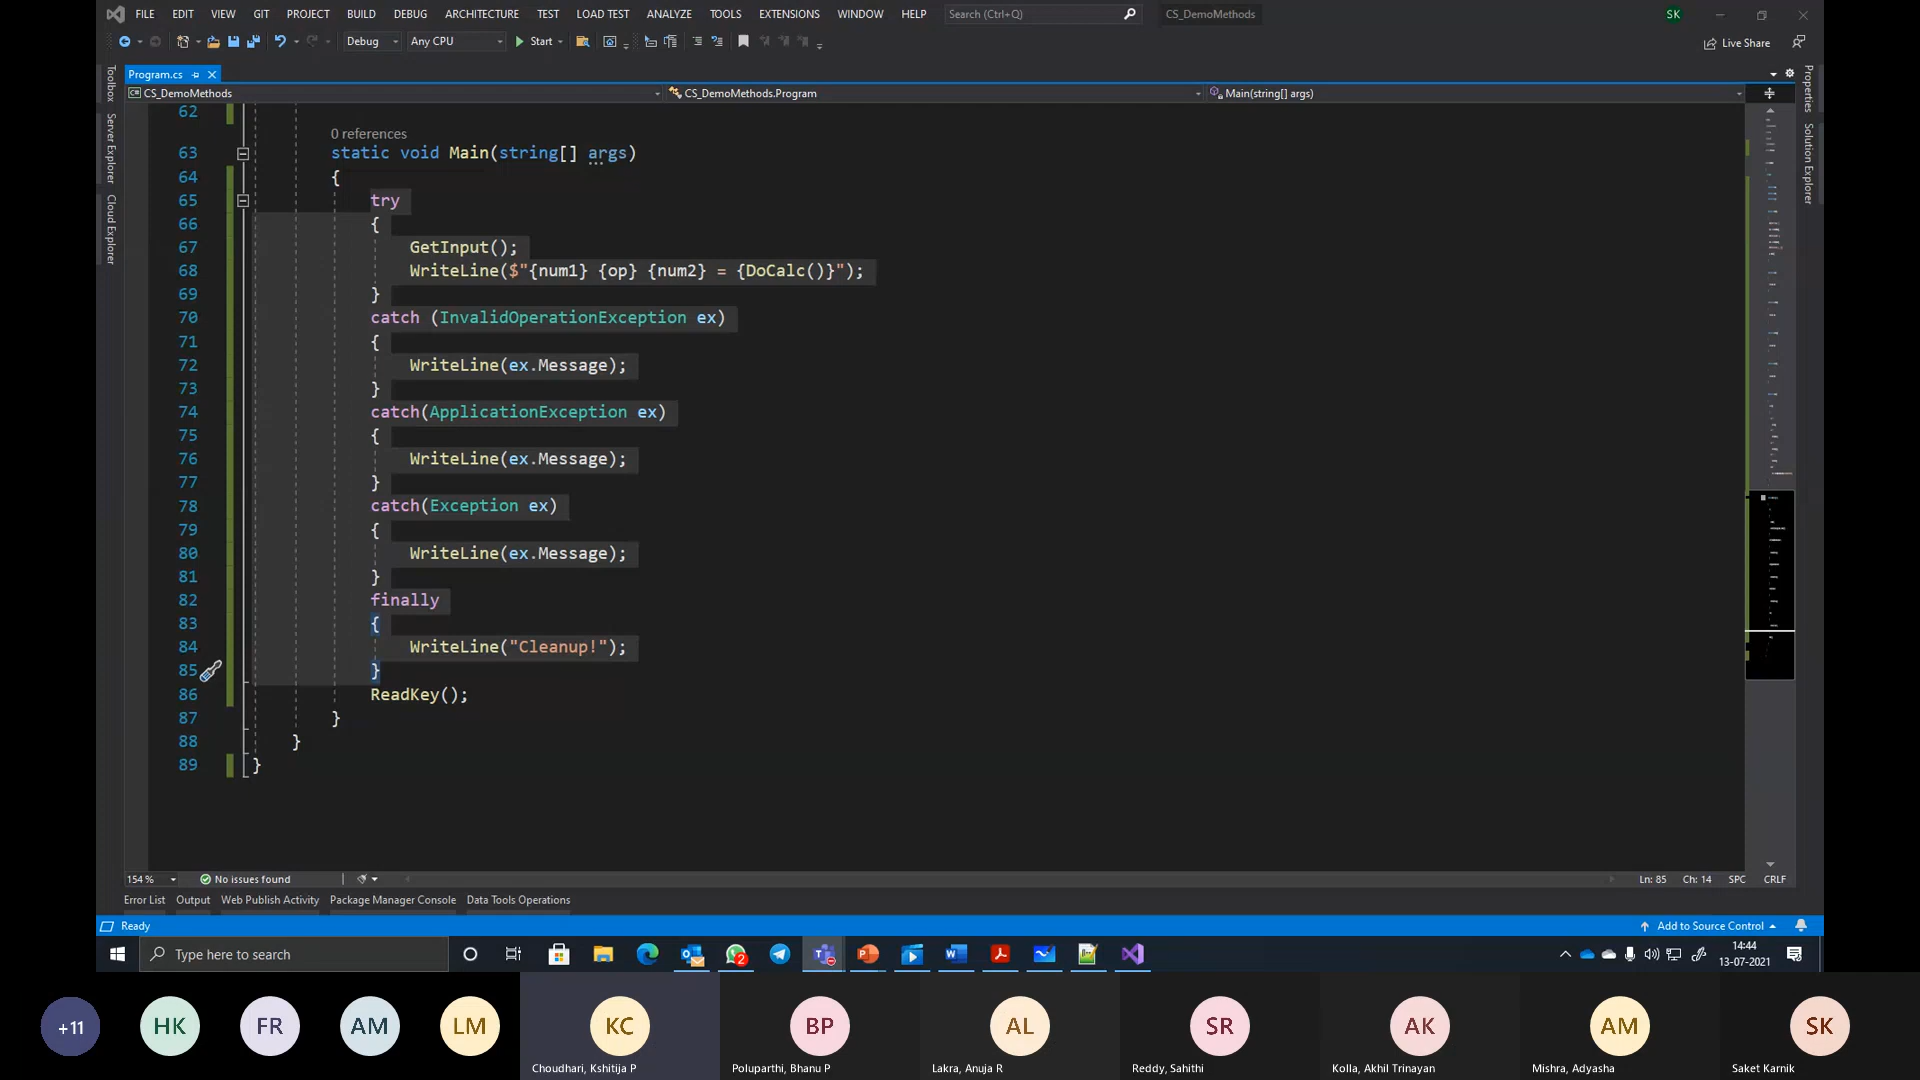 FILE EDIT VIEW GIT PROJECT BUILD DEBUG ARCHITECTURE TEST LOAD TEST ANALYZE TOOLS EXTENSIONS WINDOW HELP Search (Ctrl+Q) CS_DemoMethods SK
Debug Any CPU Start Live Share
Program.cs
CS_DemoMethods CS_DemoMethods.Program Main(string[] args)
Toolbox
Server Explorer
Cloud Explorer
Properties
Solution Explorer
62
0 references
63 static void Main(string[] args)
64 {
65 try
66 {
67 GetInput();
68 WriteLine($"{num1} {op} {num2} = {DoCalc()}");
69 }
70 catch (InvalidOperationException ex)
71 {
72 WriteLine(ex.Message);
73 }
74 catch(ApplicationException ex)
75 {
76 WriteLine(ex.Message);
77 }
78 catch(Exception ex)
79 {
80 WriteLine(ex.Message);
81 }
82 finally
83 {
84 WriteLine("Cleanup!");
85 }
86 ReadKey();
87 }
88 }
89 }
154 % No issues found Ln: 85 Ch: 14 SPC CRLF
Error List Output Web Publish Activity Package Manager Console Data Tools Operations
Ready Add to Source Control
Type here to search 2 14:44
13-07-2021
+11 HK FR AM LM KC BP AL SR AK AM SK
Choudhari, Kshitija P Poluparthi, Bhanu P Lakra, Anuja R Reddy, Sahithi Kolla, Akhil Trinayan Mishra, Adyasha Saket Karnik